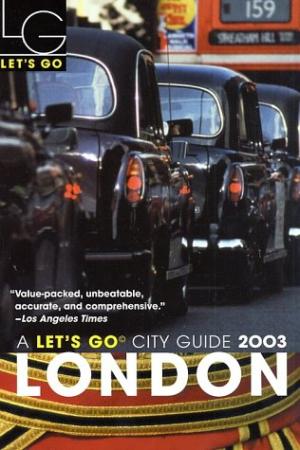 LG
LET'S GO
159
STREATHAM HILL
"Value-packed, unbeatable,
accurate, and comprehensive."
–Los Angeles Times
A LET'S GO© CITY GUIDE 2003
LONDON